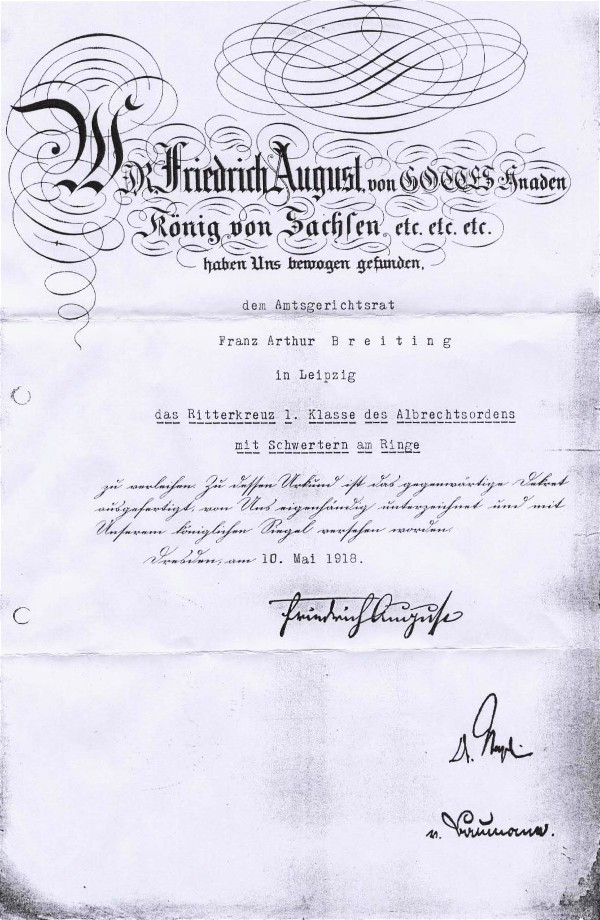 WIR Friedrich August, von GOTTES Gnaden
König von Sachsen, etc. etc. etc.
haben Uns bewogen gefunden,
dem Amtsgerichtsrat
Franz Arthur Breiting
in Leipzig
das Ritterkreuz 1. Klasse des Albrechtsordens
mit Schwertern am Ringe
zu verleihen. Zu dessen Urkund ist das gegenwärtige Dekret
ausgefertigt, von Uns eigenhändig unterzeichnet und mit
Unserem königlichen Siegel versehen worden.
Dresden, am 10. Mai 1918.
Friedrich August